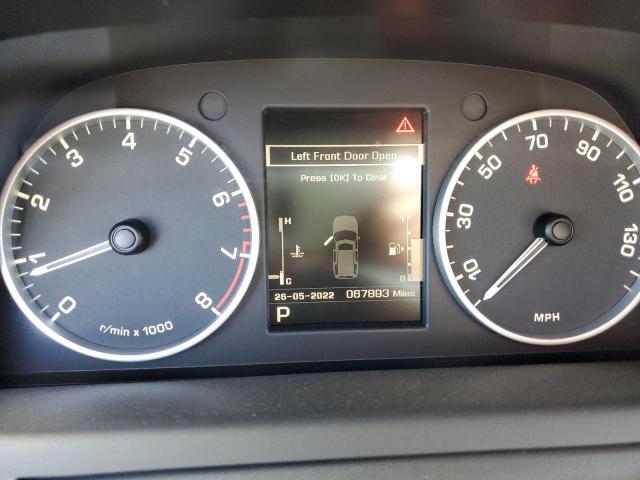 0 1 2 3 4 5 6 7 8
r/min x 1000
Left Front Door Open
Press [OK] To Clear
H
C
1
0
26-05-2022 067893 Miles
P
10 30 50 70 90 110 130
MPH